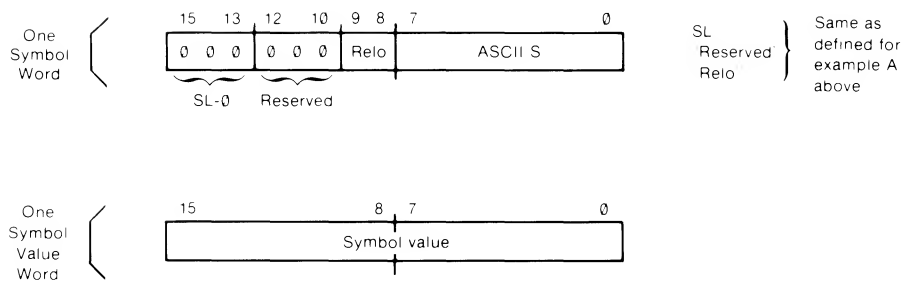 15 13 12 10 9 8 7 0
One
Symbol
Word
0 0 0 0 0 0 Relo ASCII S
SL-0 Reserved
SL
Reserved
Relo
Same as
defined for
example A
above
15 8 7 0
One
Symbol
Value
Word
Symbol value